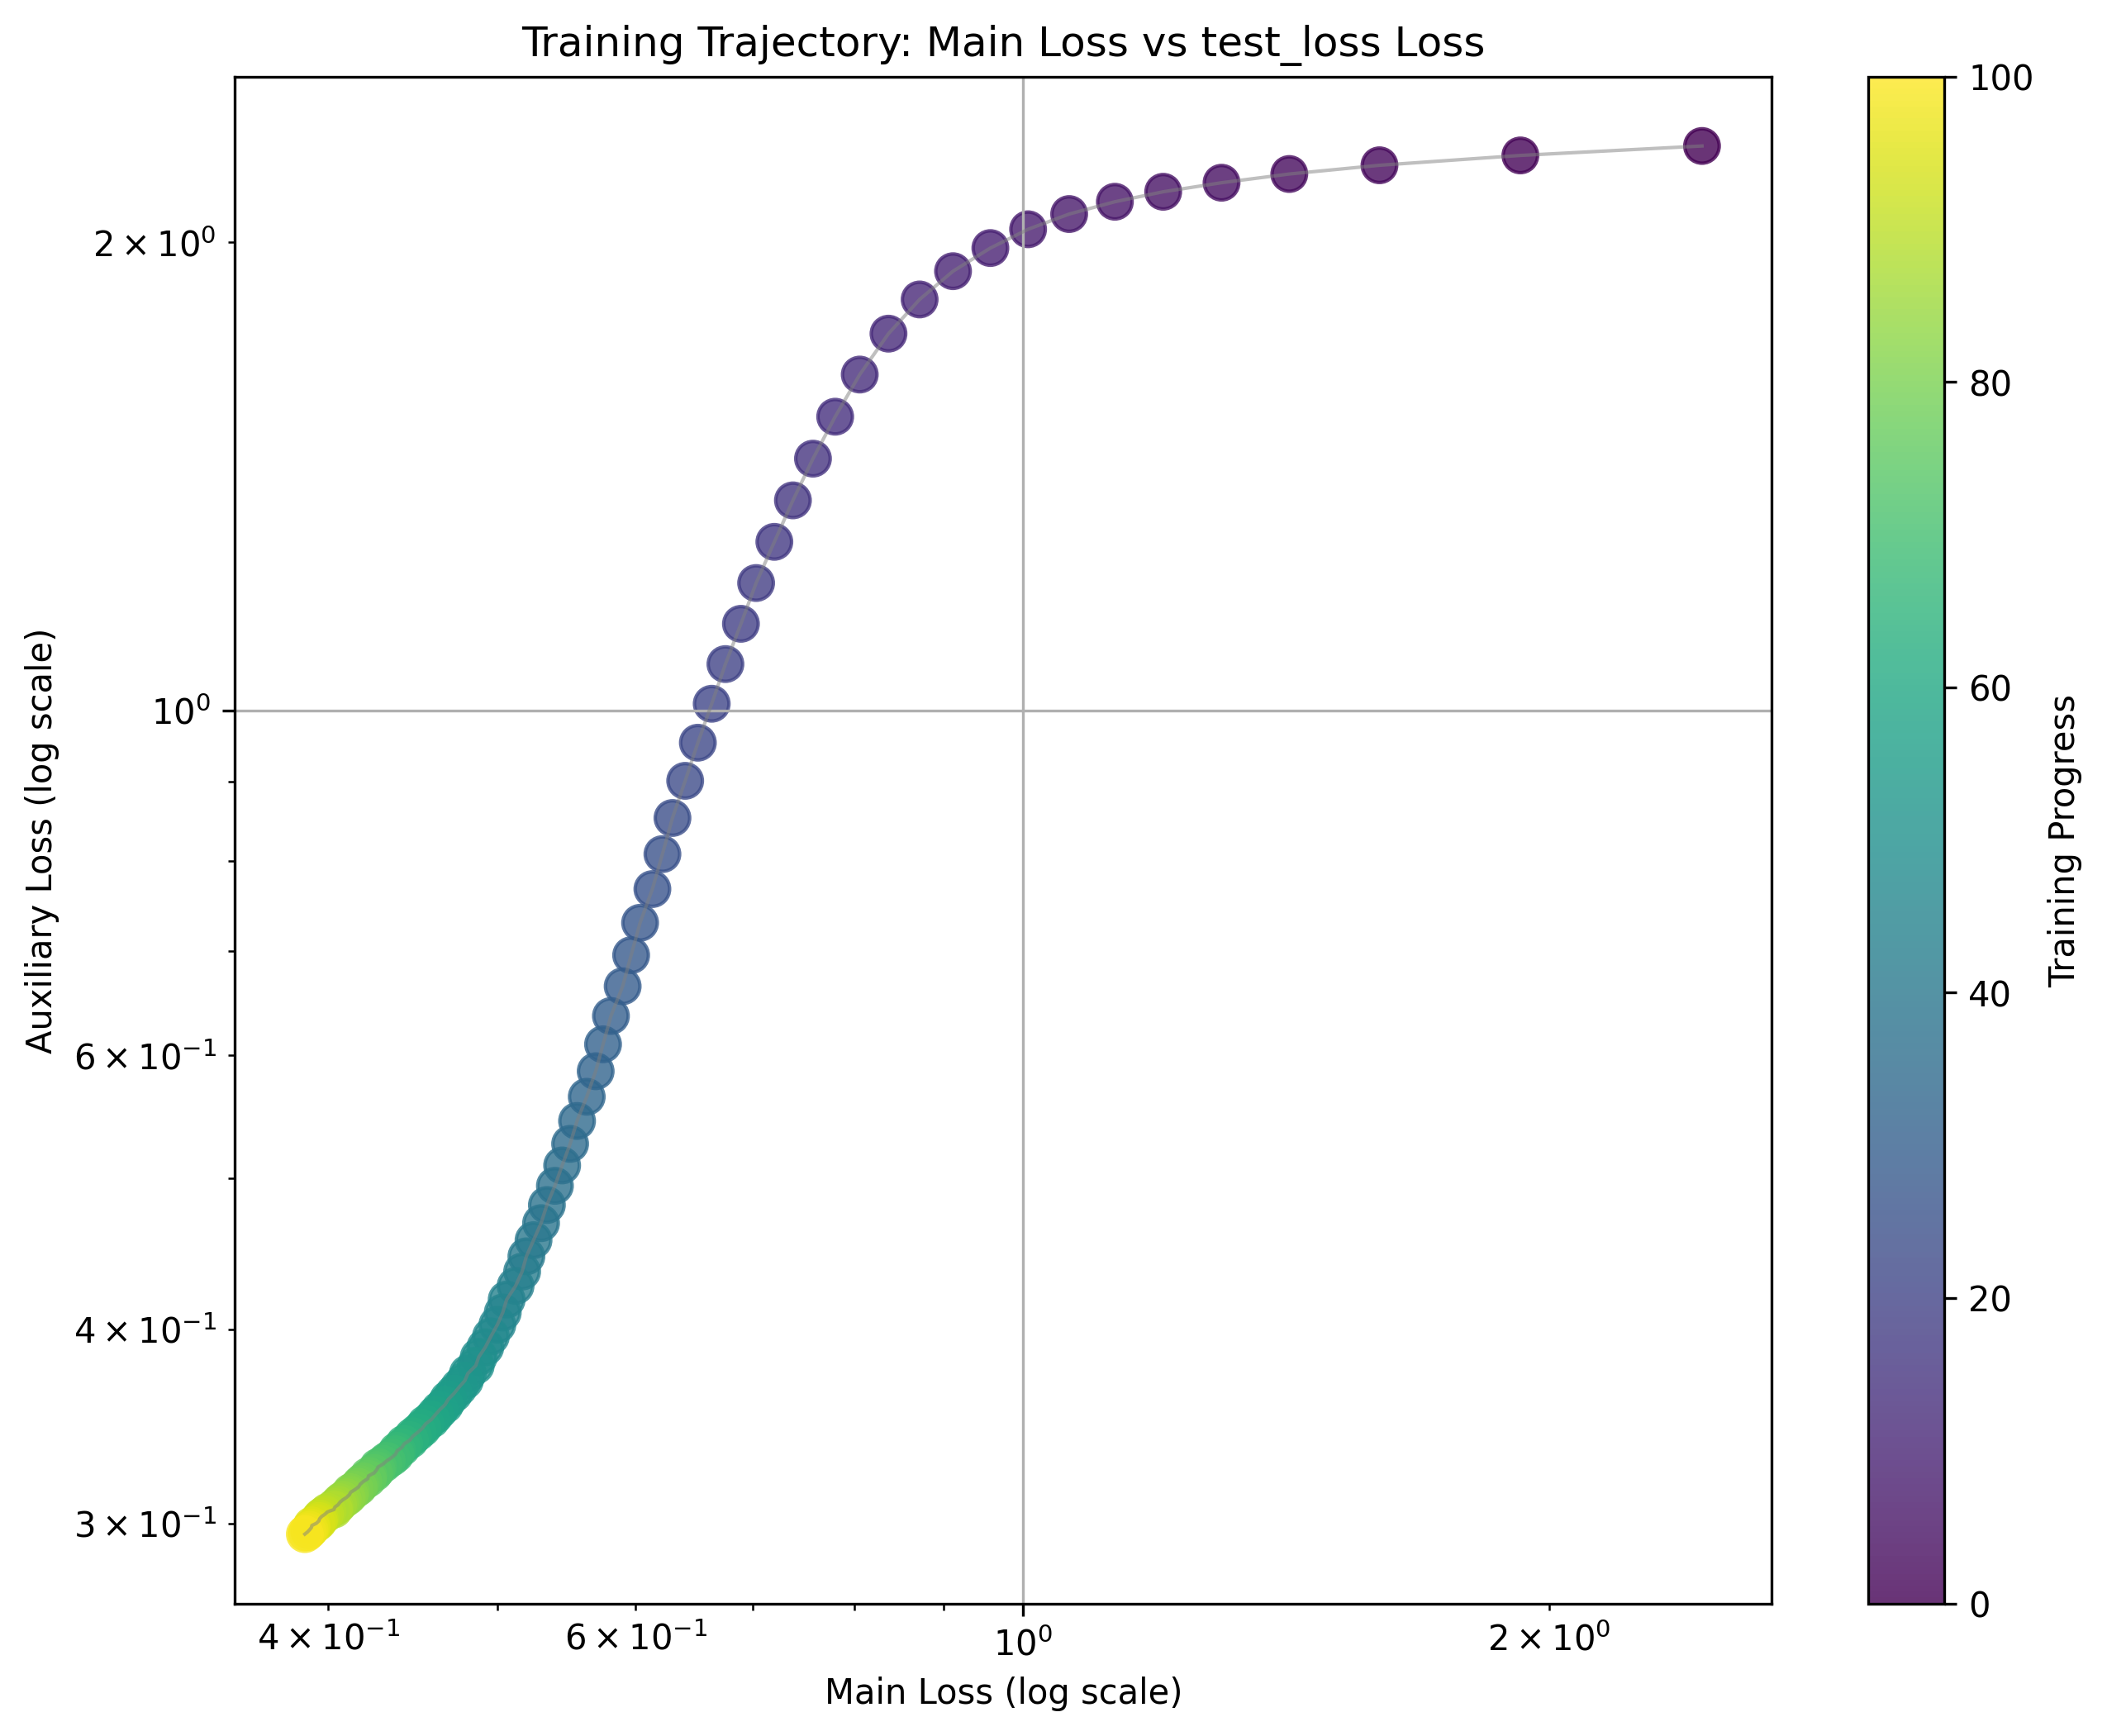 Training Trajectory: Main Loss vs test_loss Loss
2 × 10⁰
10⁰
6 × 10⁻¹
4 × 10⁻¹
3 × 10⁻¹
Auxiliary Loss (log scale)
4 × 10⁻¹
6 × 10⁻¹
10⁰
2 × 10⁰
Main Loss (log scale)
100
80
60
40
20
0
Training Progress